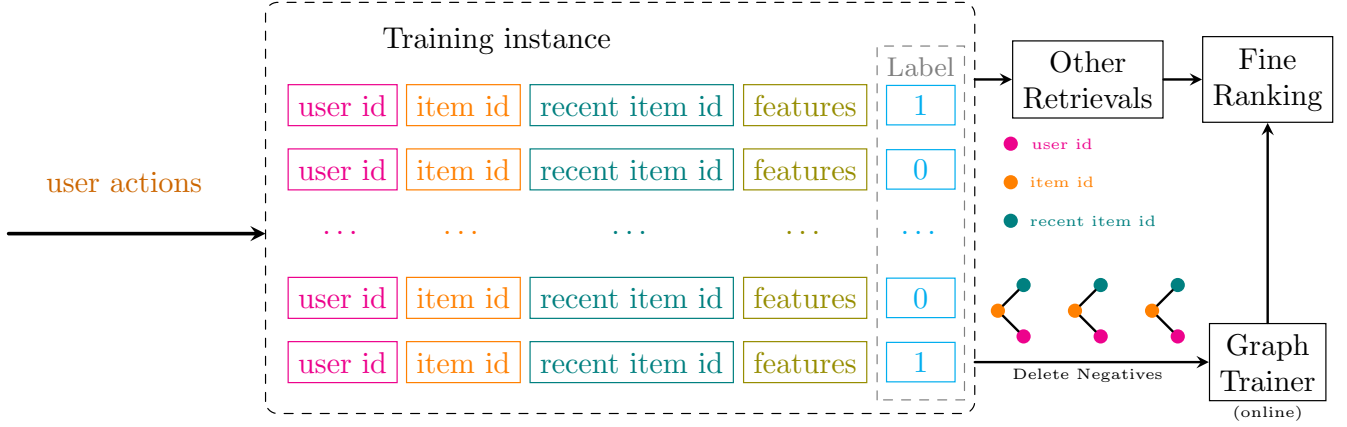 Training instance
Label
user id item id recent item id features 1
user id item id recent item id features 0
... ... ... ... ...
user id item id recent item id features 0
user id item id recent item id features 1
user actions
Other
Retrievals
Fine
Ranking
user id
item id
recent item id
Delete Negatives
Graph
Trainer
(online)